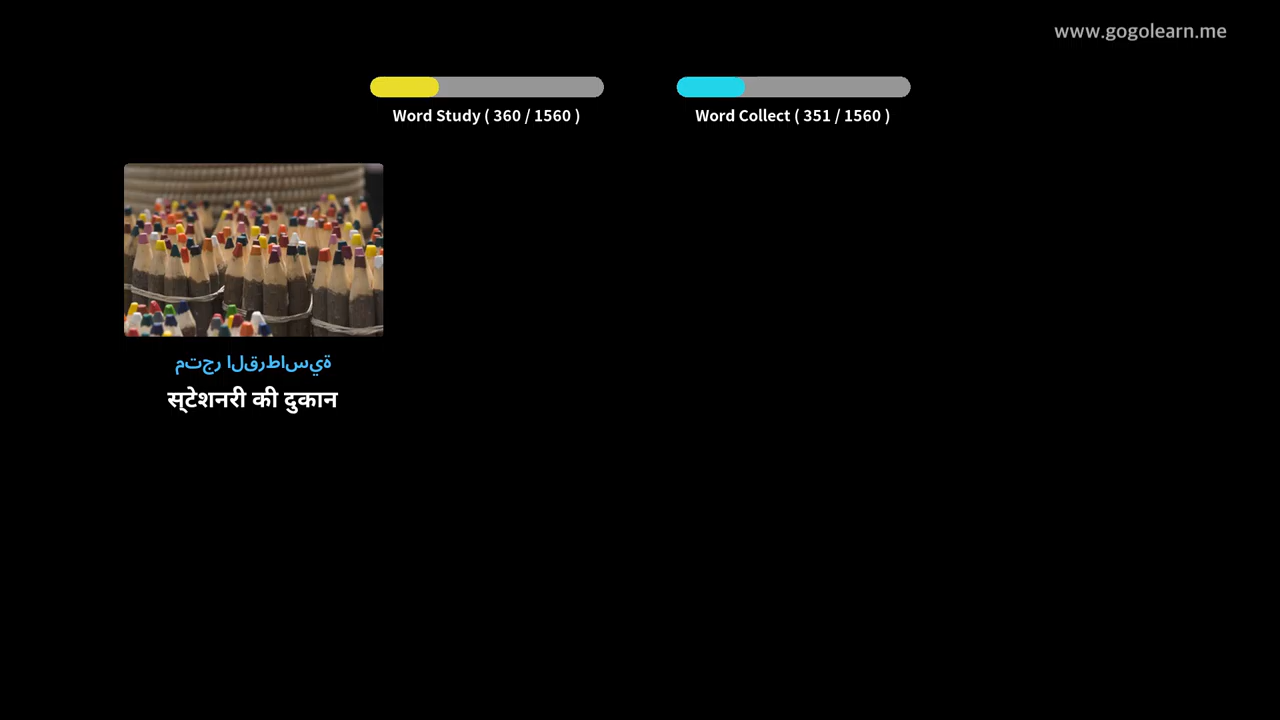 www.gogolearn.me
Word Study ( 360 / 1560 )
Word Collect ( 351 / 1560 )
متجر القرطاسية
स्टेशनरी की दुकान